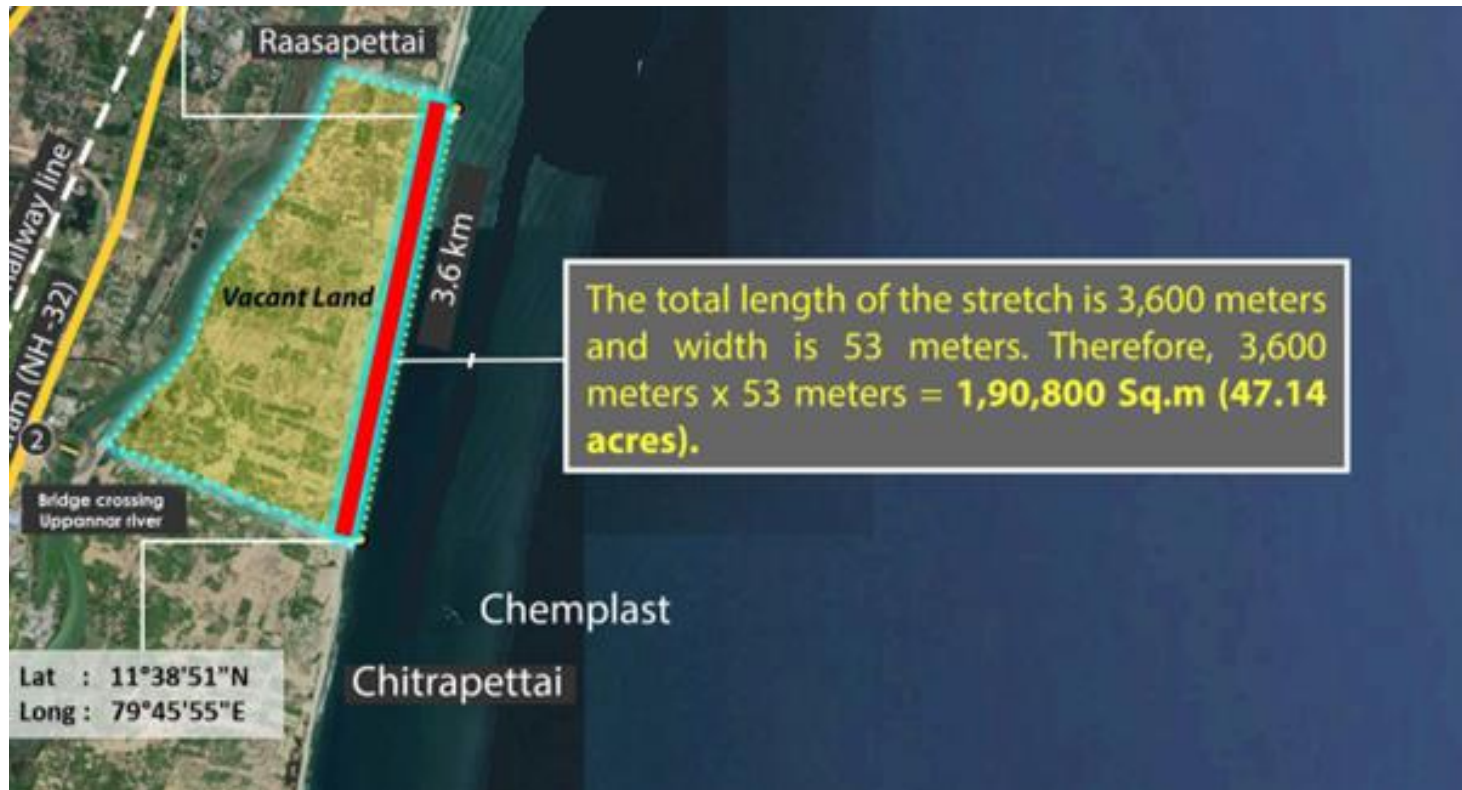 Raasapettai
ailway line
3.6 km
Vacant Land
ram (NH -32)
2
The total length of the stretch is 3,600 meters
and width is 53 meters. Therefore, 3,600
meters x 53 meters = 1,90,800 Sq.m (47.14
acres).
Bridge crossing
Uppannar river
Chemplast
Chitrapettai
Lat : 11°38'51"N
Long : 79°45'55"E